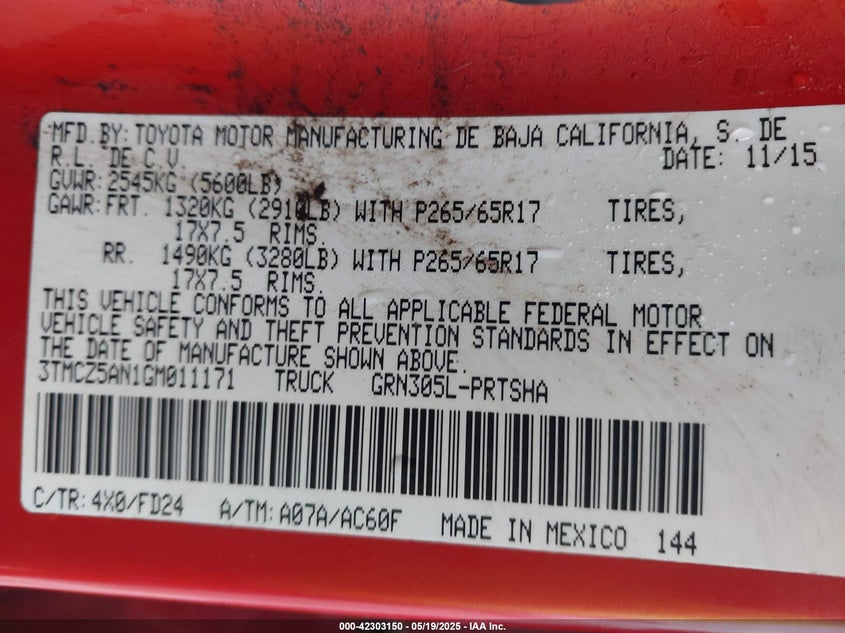 MFD.BY: TOYOTA MOTOR MANUFACTURING DE BAJA CALIFORNIA, S. DE
R.L. DE C.V. DATE: 11/15
GVWR: 2545KG (5600LB)
GAWR: FRT. 1320KG (2910LB) WITH P265/65R17 TIRES,
17X7.5 RIMS.
RR. 1490KG (3280LB) WITH P265/65R17 TIRES,
17X7.5 RIMS.
THIS VEHICLE CONFORMS TO ALL APPLICABLE FEDERAL MOTOR
VEHICLE SAFETY AND THEFT PREVENTION STANDARDS IN EFFECT ON
THE DATE OF MANUFACTURE SHOWN ABOVE.
3TMCZ5AN1GM011171 TRUCK GRN305L-PRTSHA
C/TR: 4X0/FD24 A/TM: A07A/AC60F MADE IN MEXICO 144
000-42303150 - 05/19/2025 - IAA Inc.